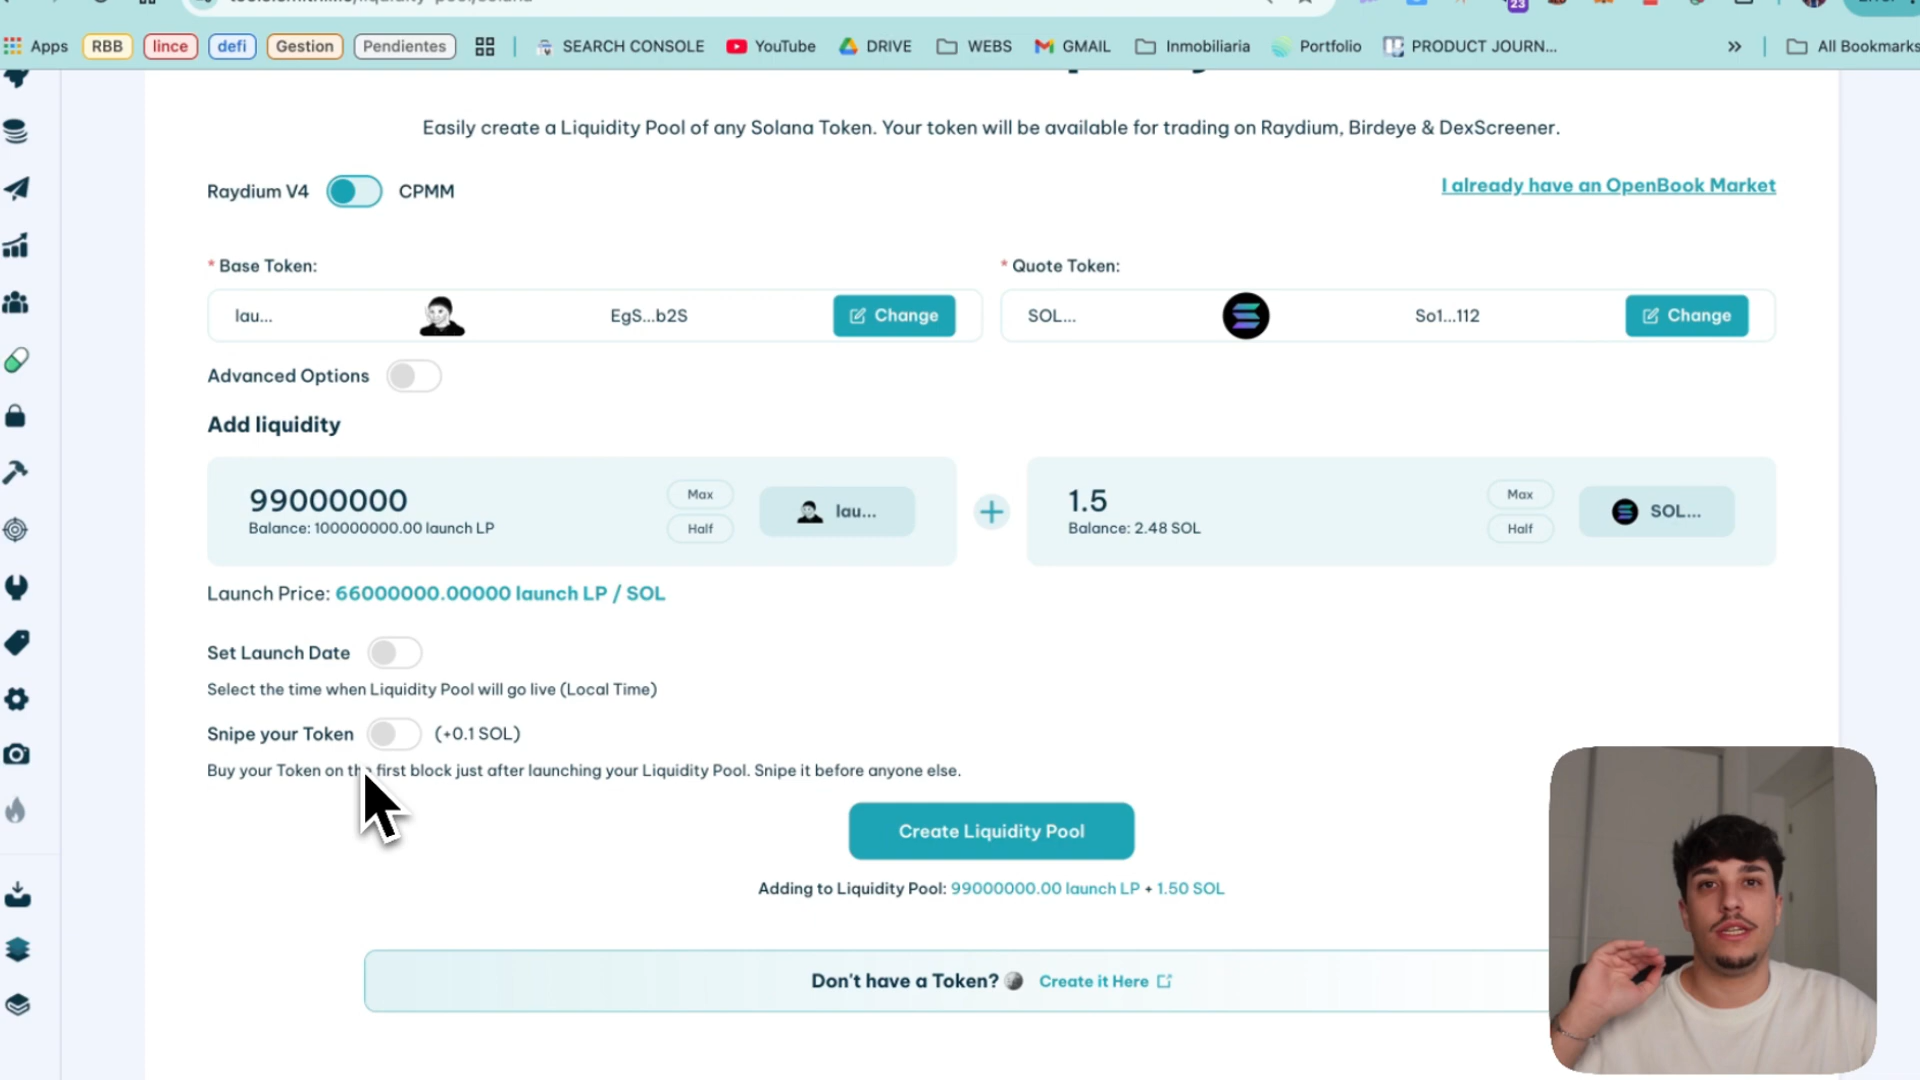 23
Apps
RBB
lince
defi
Gestion
Pendientes
SEARCH CONSOLE
YouTube
DRIVE
WEBS
GMAIL
Inmobiliaria
Portfolio
PRODUCT JOURN...
»
All Bookmarks
Easily create a Liquidity Pool of any Solana Token. Your token will be available for trading on Raydium, Birdeye & DexScreener.
Raydium V4
CPMM
I already have an OpenBook Market
* Base Token:
* Quote Token:
lau...
EgS...b2S
Change
SOL...
So1...112
Change
Advanced Options
Add liquidity
99000000
Balance: 100000000.00 launch LP
Max
Half
lau...
1.5
Balance: 2.48 SOL
Max
Half
SOL...
Launch Price: 66000000.00000 launch LP / SOL
Set Launch Date
Select the time when Liquidity Pool will go live (Local Time)
Snipe your Token
(+0.1 SOL)
Buy your Token on the first block just after launching your Liquidity Pool. Snipe it before anyone else.
Create Liquidity Pool
Adding to Liquidity Pool: 99000000.00 launch LP + 1.50 SOL
Don't have a Token?
Create it Here